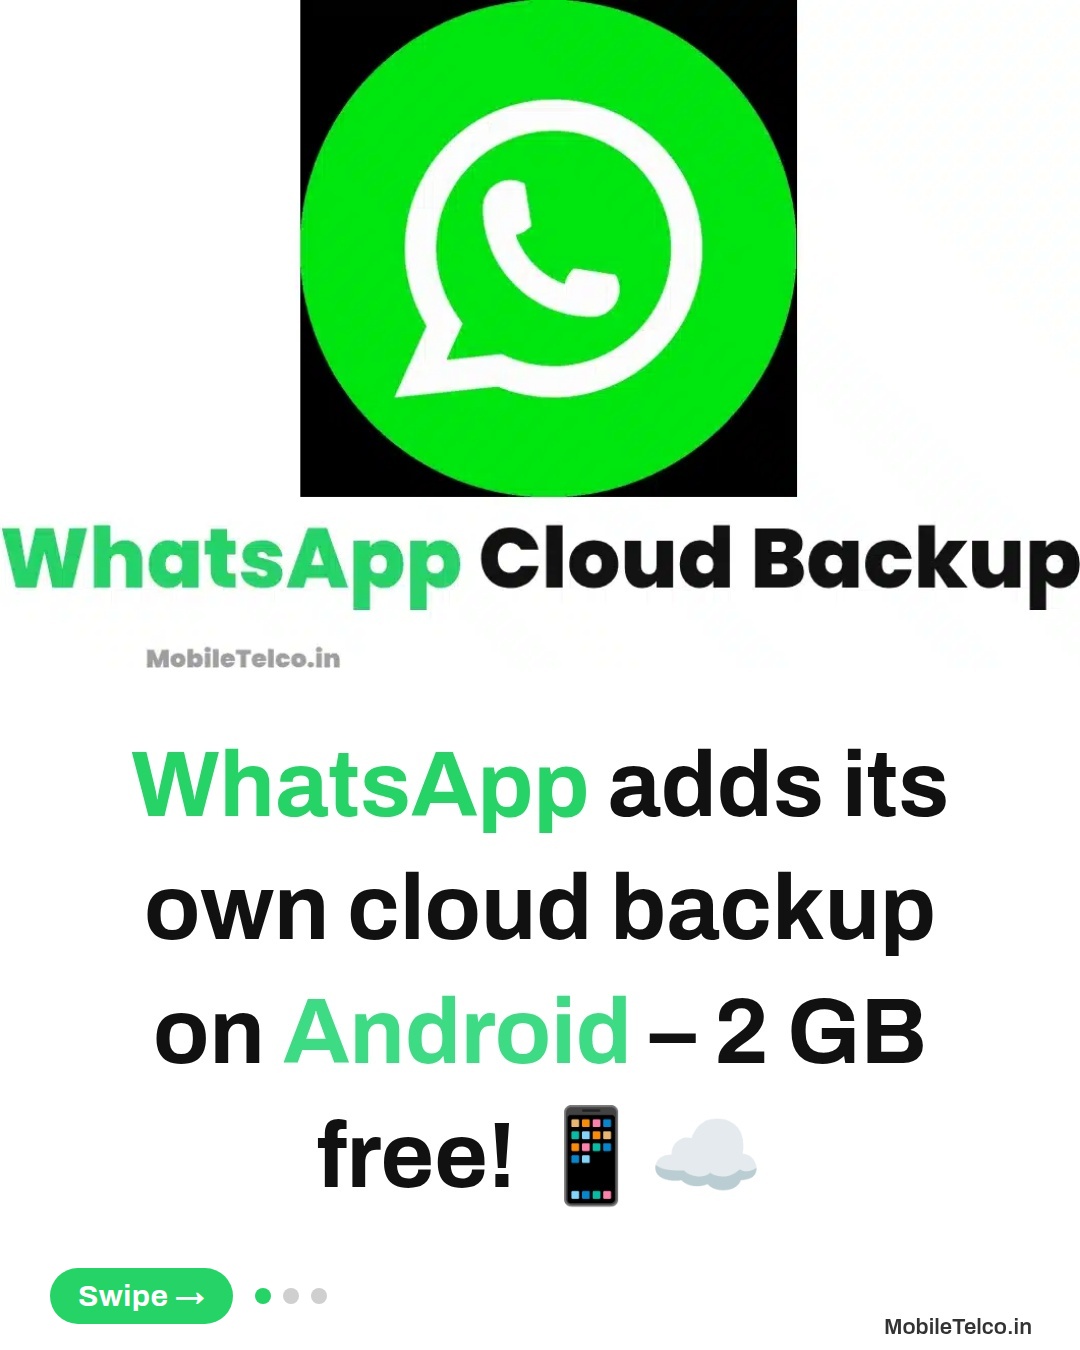 WhatsApp Cloud Backup
MobileTelco.in
WhatsApp adds its
own cloud backup
on Android – 2 GB
free! 📱 ☁️
Swipe →
MobileTelco.in